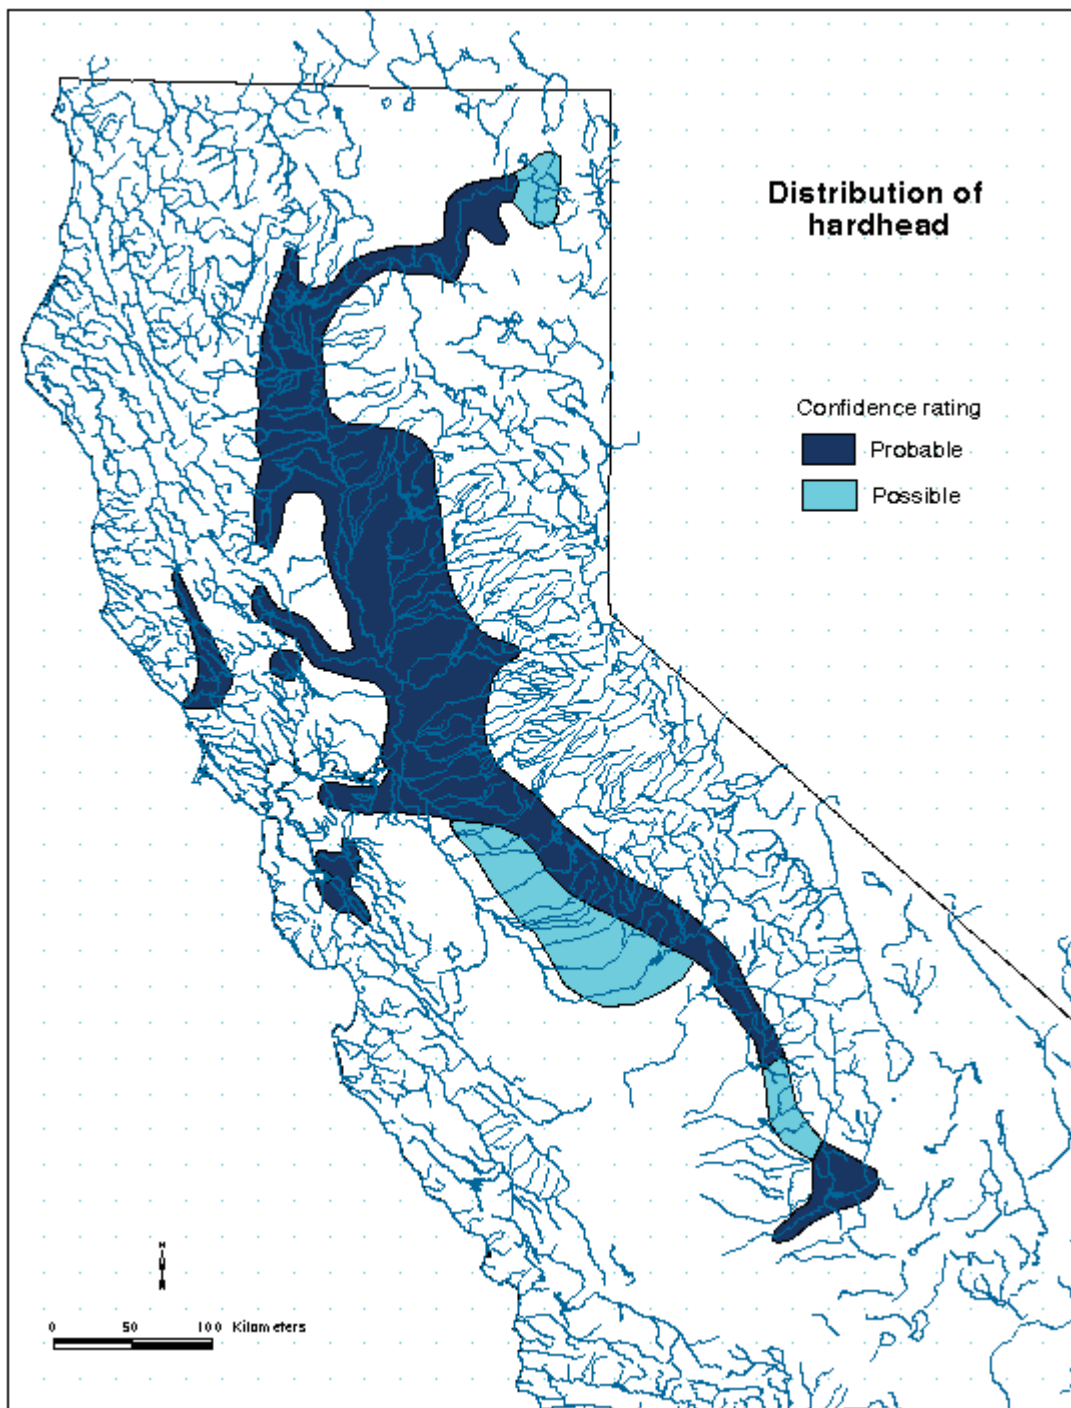 Distribution of
hardhead
Confidence rating
Probable
Possible
N
0 50 100 Kilometers